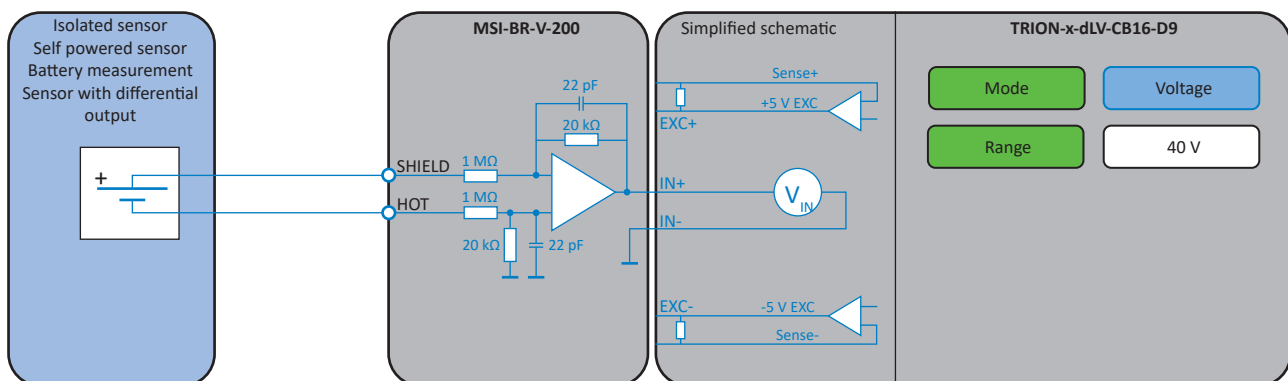 Isolated sensor
Self powered sensor
Battery measurement
Sensor with differential
output
+
MSI-BR-V-200
22 pF
20 kΩ
SHIELD
1 MΩ
HOT
1 MΩ
20 kΩ
22 pF
Simplified schematic
Sense+
+5 V EXC
EXC+
IN+
V IN
IN-
EXC-
-5 V EXC
Sense-
TRION-x-dLV-CB16-D9
Mode
Voltage
Range
40 V